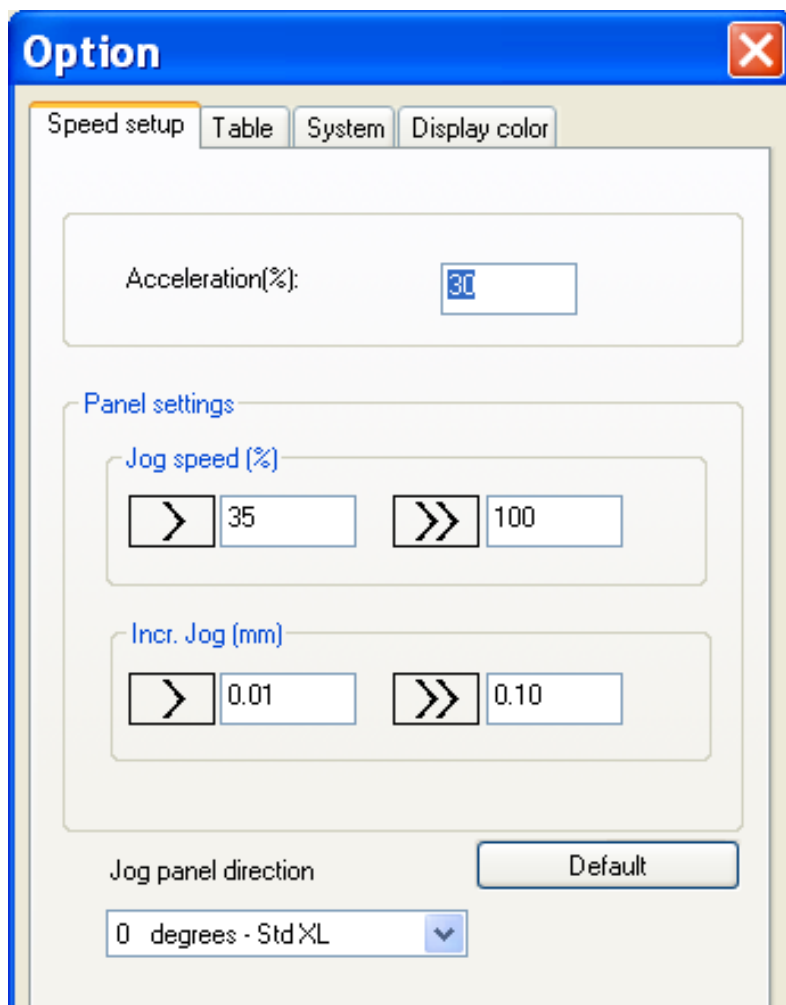 Option
Speed setup Table System Display color
Acceleration(%): 30
Panel settings
Jog speed (%)
35 100
Incr. Jog (mm)
0.01 0.10
Jog panel direction Default
0 degrees - Std XL